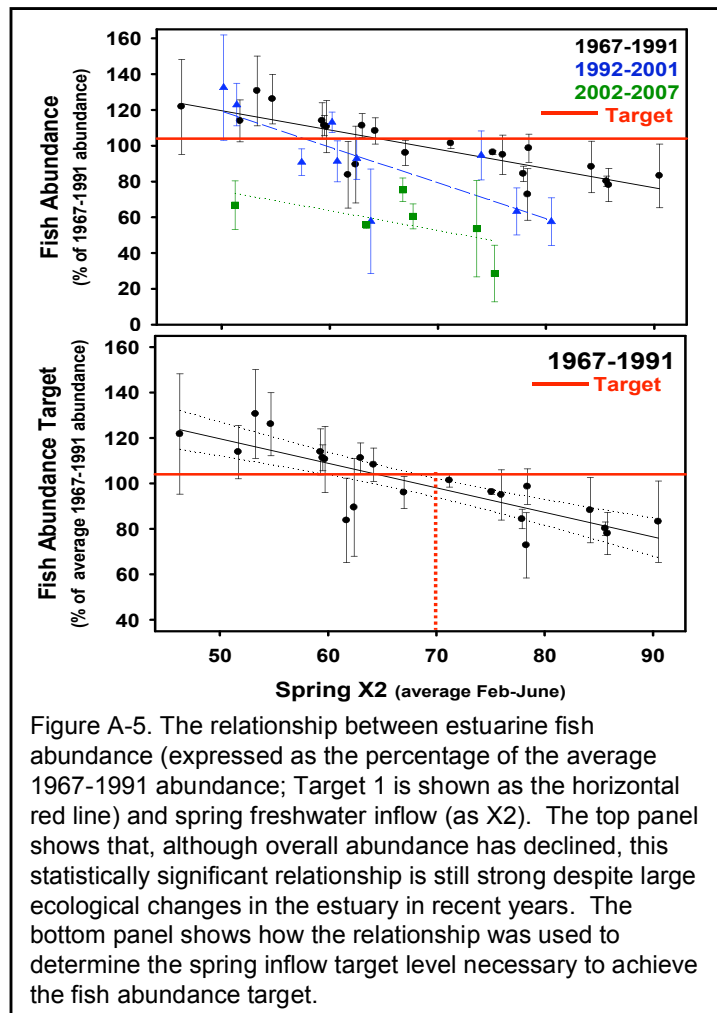 160
140
120
100
80
60
40
20
0
Fish Abundance
(% of 1967-1991 abundance)
1967-1991
1992-2001
2002-2007
Target
160
140
120
100
80
60
40
Fish Abundance Target
(% of average 1967-1991 abundance)
1967-1991
Target
50 60 70 80 90
Spring X2 (average Feb-June)
Figure A-5. The relationship between estuarine fish
abundance (expressed as the percentage of the average
1967-1991 abundance; Target 1 is shown as the horizontal
red line) and spring freshwater inflow (as X2). The top panel
shows that, although overall abundance has declined, this
statistically significant relationship is still strong despite large
ecological changes in the estuary in recent years. The
bottom panel shows how the relationship was used to
determine the spring inflow target level necessary to achieve
the fish abundance target.